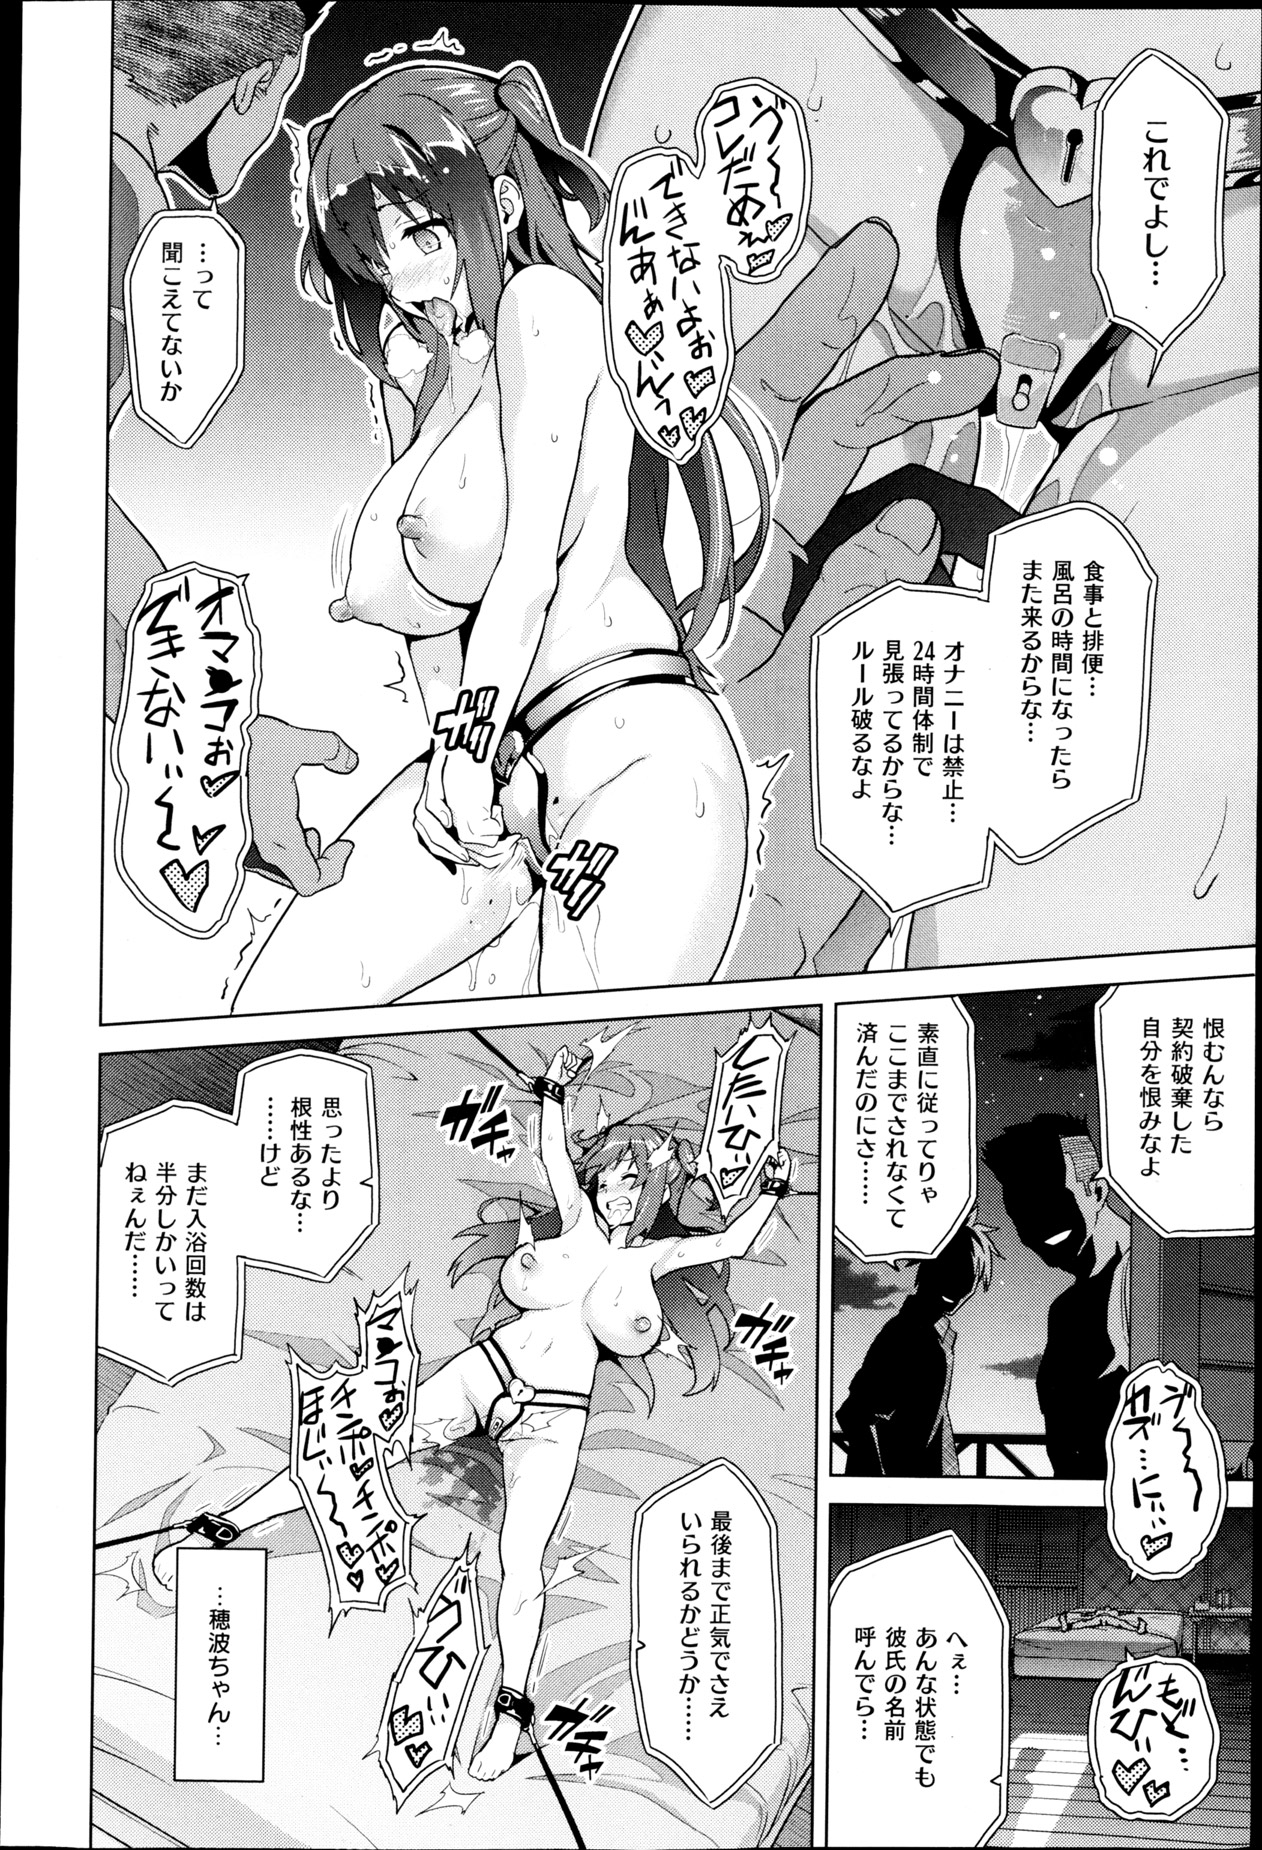 これでよし…
食事と排便…
風呂の時間になったら
また来るからな…
オナニーは禁止…
24時間体制で
見張ってるからな…
ルール破るなよ
ヴ〜〜
コレだめぇ
できないよぉ
んあぁ
いんっ
…って
聞こえてないか
オマ●コぉ
できないぃ〜
ギュ
ギュ
恨むんなら
契約破棄した
自分を恨みなよ
素直に従ってりゃ
ここまでされなくて
済んだのにさ……
ヴ〜〜
カズ…にぃ
へぇ…
あんな状態でも
彼氏の名前
呼んでら…
もど…
んひぃ
したいひぃ
ガチャ
ガチャ
ガチャ
思ったより
根性あるな…
……けど
まだ入浴回数は
半分しかいって
ねぇんだ……
マ●コぉ
チンポチンポ
ほじぃ〜
ヴひぃ
最後まで正気でさえ
いられるかどうか……
…穂波ちゃん…